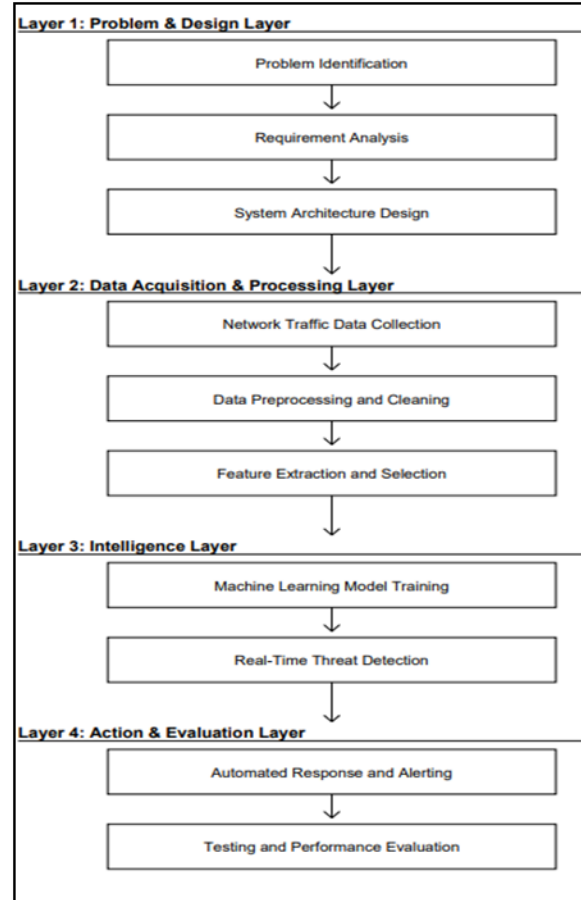 Layer 1: Problem & Design Layer
Problem Identification
Requirement Analysis
System Architecture Design
Layer 2: Data Acquisition & Processing Layer
Network Traffic Data Collection
Data Preprocessing and Cleaning
Feature Extraction and Selection
Layer 3: Intelligence Layer
Machine Learning Model Training
Real-Time Threat Detection
Layer 4: Action & Evaluation Layer
Automated Response and Alerting
Testing and Performance Evaluation